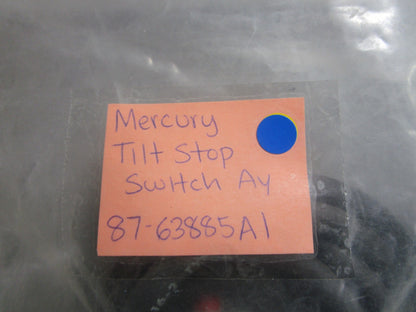 Mercury
Tilt Stop
Switch Ay
87-63885A1